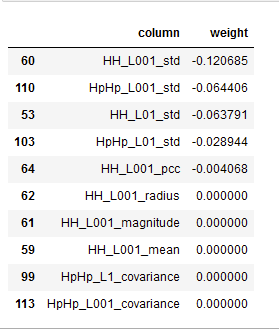 column weight
60 HH_L001_std -0.120685
110 HpHp_L001_std -0.064406
53 HH_L01_std -0.063791
103 HpHp_L01_std -0.028944
64 HH_L001_pcc -0.004068
62 HH_L001_radius 0.000000
61 HH_L001_magnitude 0.000000
59 HH_L001_mean 0.000000
99 HpHp_L1_covariance 0.000000
113 HpHp_L001_covariance 0.000000